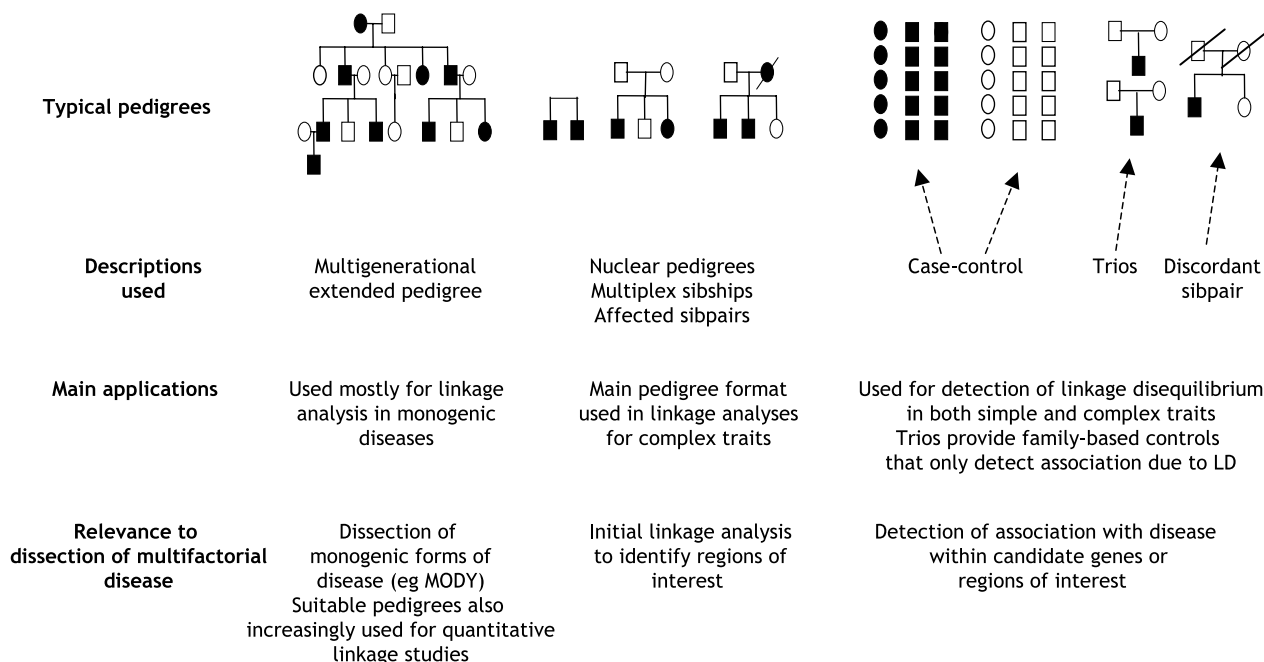 Typical pedigrees
Descriptions
used
Multigenerational
extended pedigree
Nuclear pedigrees
Multiplex sibships
Affected sibpairs
Case-control
Trios
Discordant
sibpair
Main applications
Used mostly for linkage
analysis in monogenic
diseases
Main pedigree format
used in linkage analyses
for complex traits
Used for detection of linkage disequilibrium
in both simple and complex traits
Trios provide family-based controls
that only detect association due to LD
Relevance to
dissection of multifactorial
disease
Dissection of
monogenic forms of
disease (eg MODY)
Suitable pedigrees also
increasingly used for quantitative
linkage studies
Initial linkage analysis
to identify regions of
interest
Detection of association with disease
within candidate genes or
regions of interest